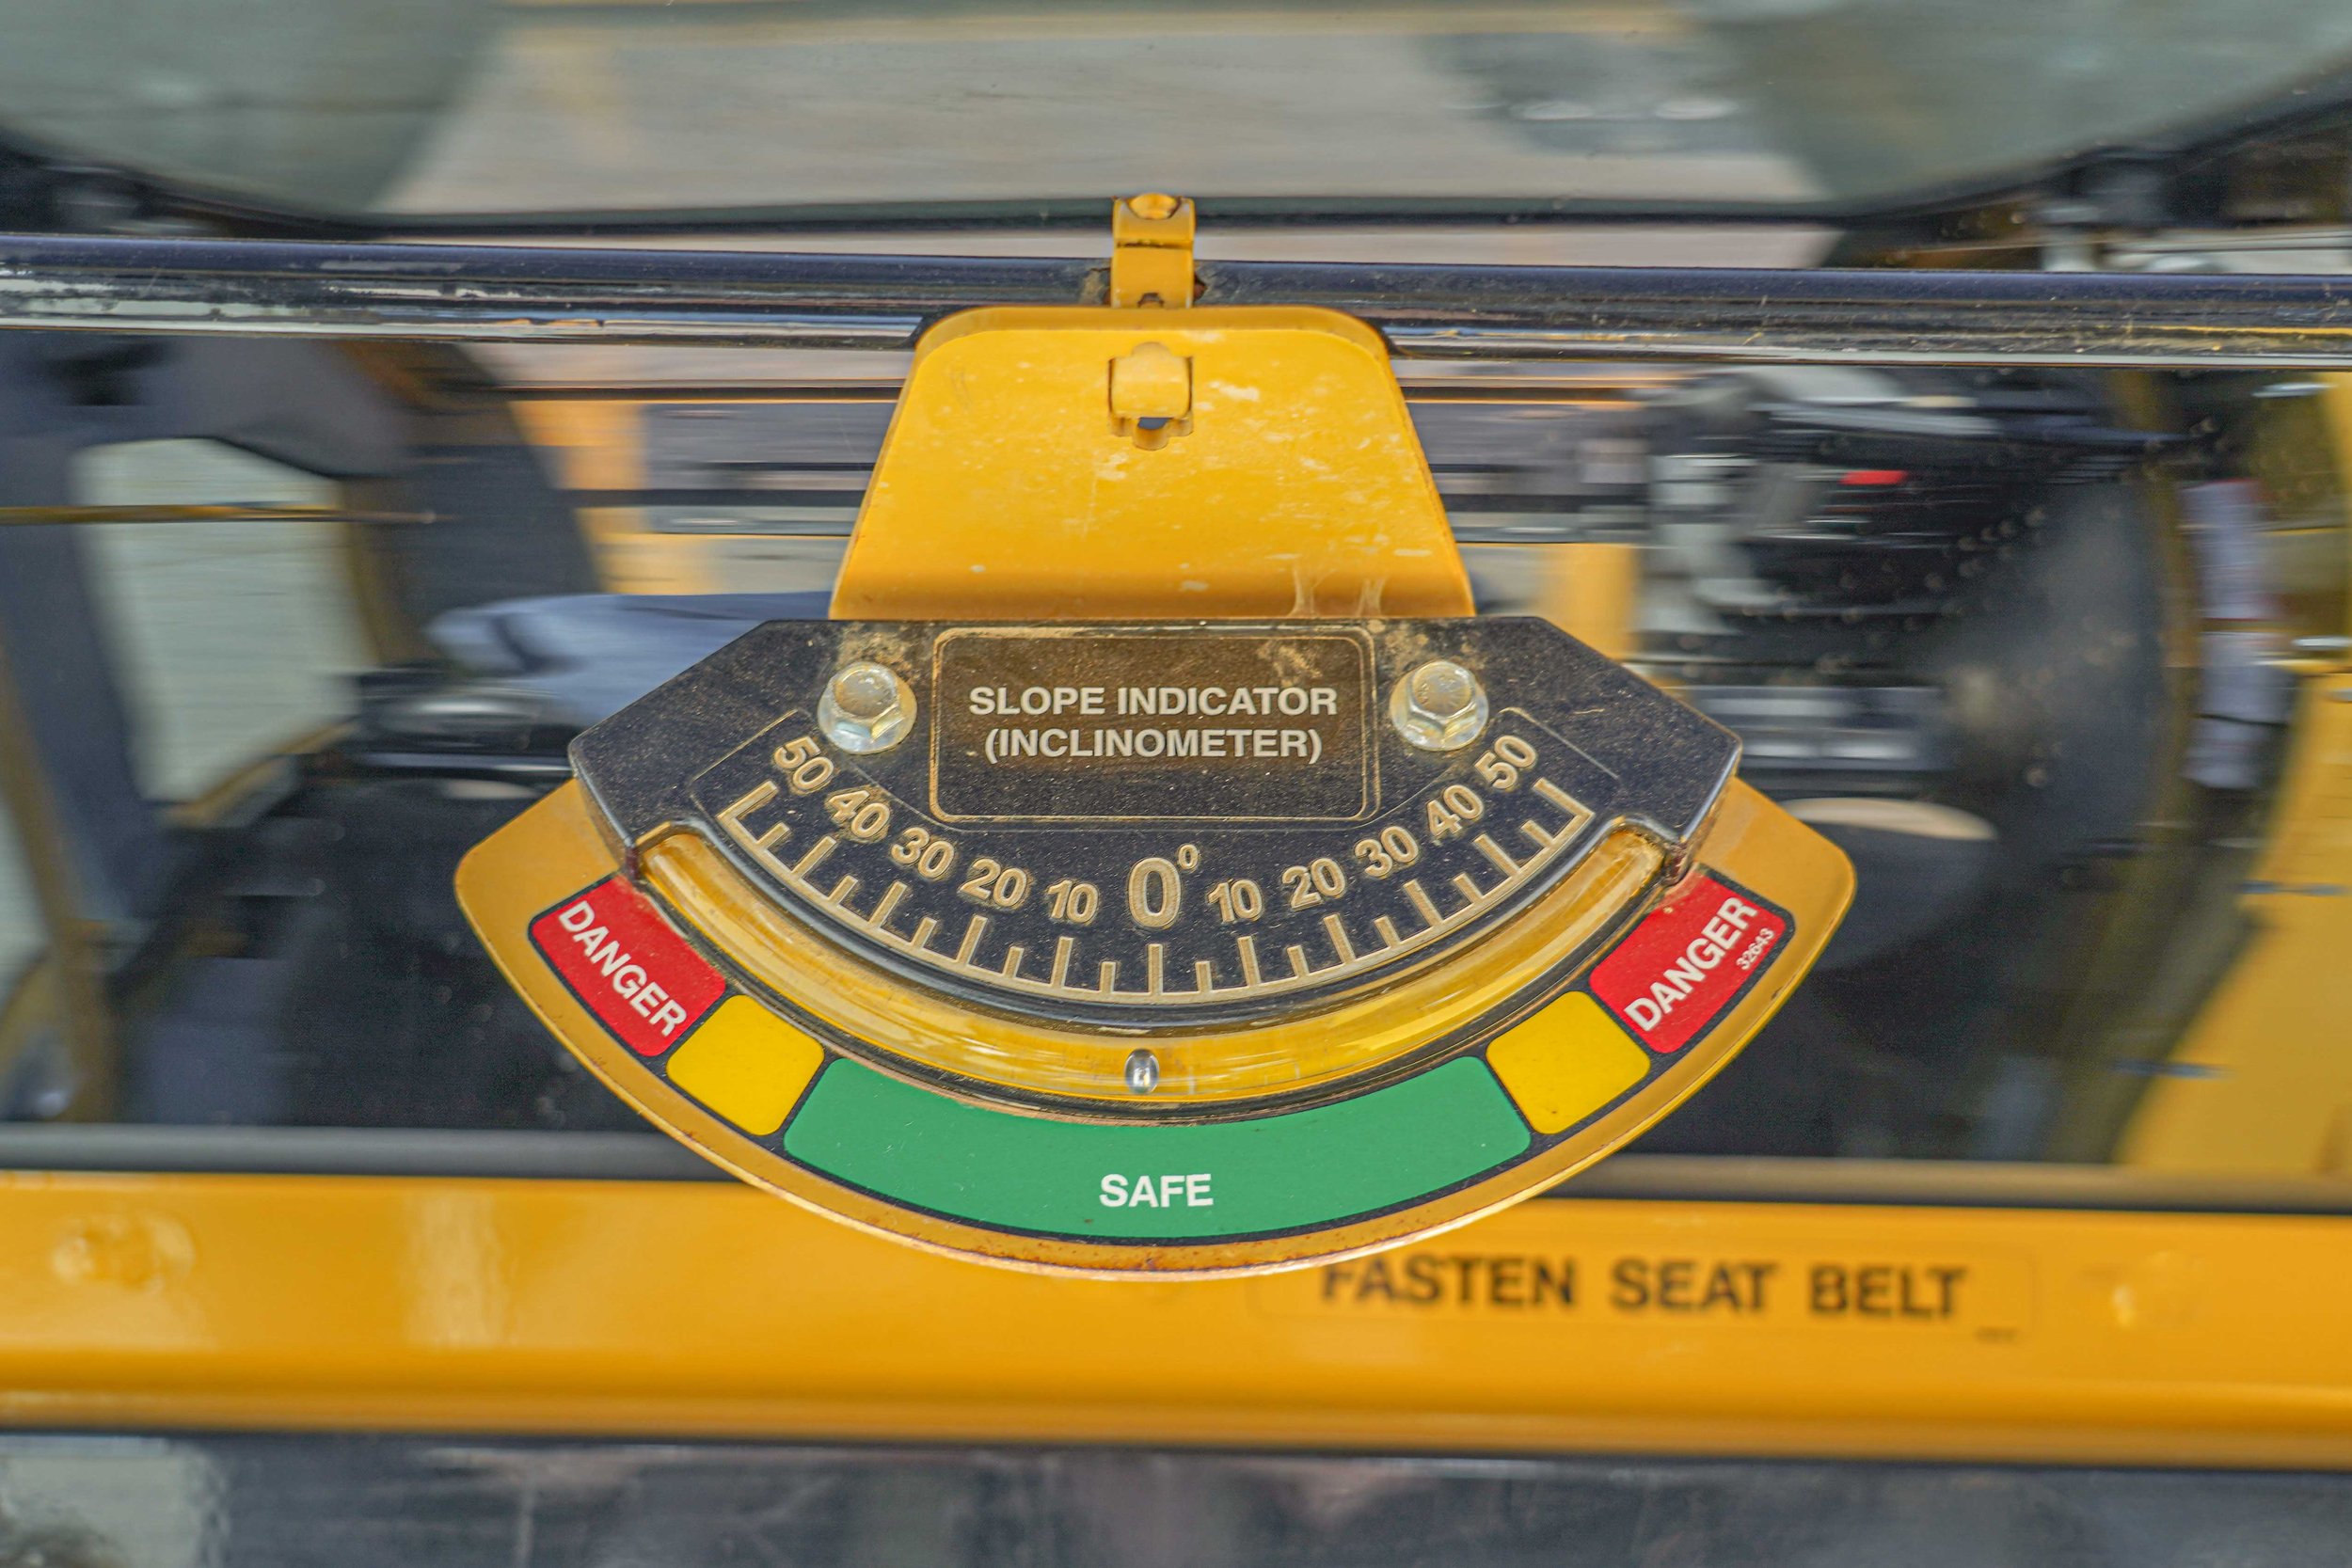 SLOPE INDICATOR
(INCLINOMETER)
50 40 30 20 10 0° 10 20 30 40 50
DANGER
DANGER
32643
SAFE
FASTEN SEAT BELT